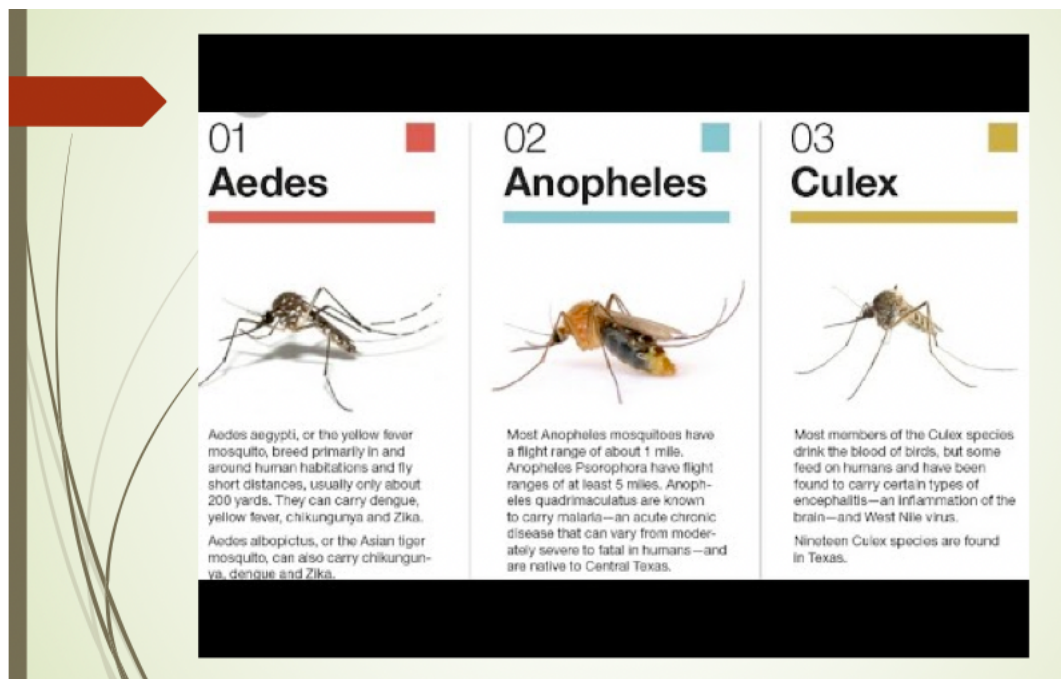 01
Aedes
Aedes aegypti, or the yellow fever
mosquito, breed primarily in and
around human habitations and fly
short distances, usually only about
200 yards. They can carry dengue,
yellow fever, chikungunya and Zika.
Aedes albopictus, or the Asian tiger
mosquito, can also carry chikungun-
ya, dengue and Zika.
02
Anopheles
Most Anopheles mosquitoes have
a flight range of about 1 mile.
Anopheles Psorophora have flight
ranges of at least 5 miles. Anoph-
eles quadrimaculatus are known
to carry malaria—an acute chronic
disease that can vary from moder-
ately severe to fatal in humans—and
are native to Central Texas.
03
Culex
Most members of the Culex species
drink the blood of birds, but some
feed on humans and have been
found to carry certain types of
encephalitis—an inflammation of the
brain—and West Nile virus.
Nineteen Culex species are found
in Texas.